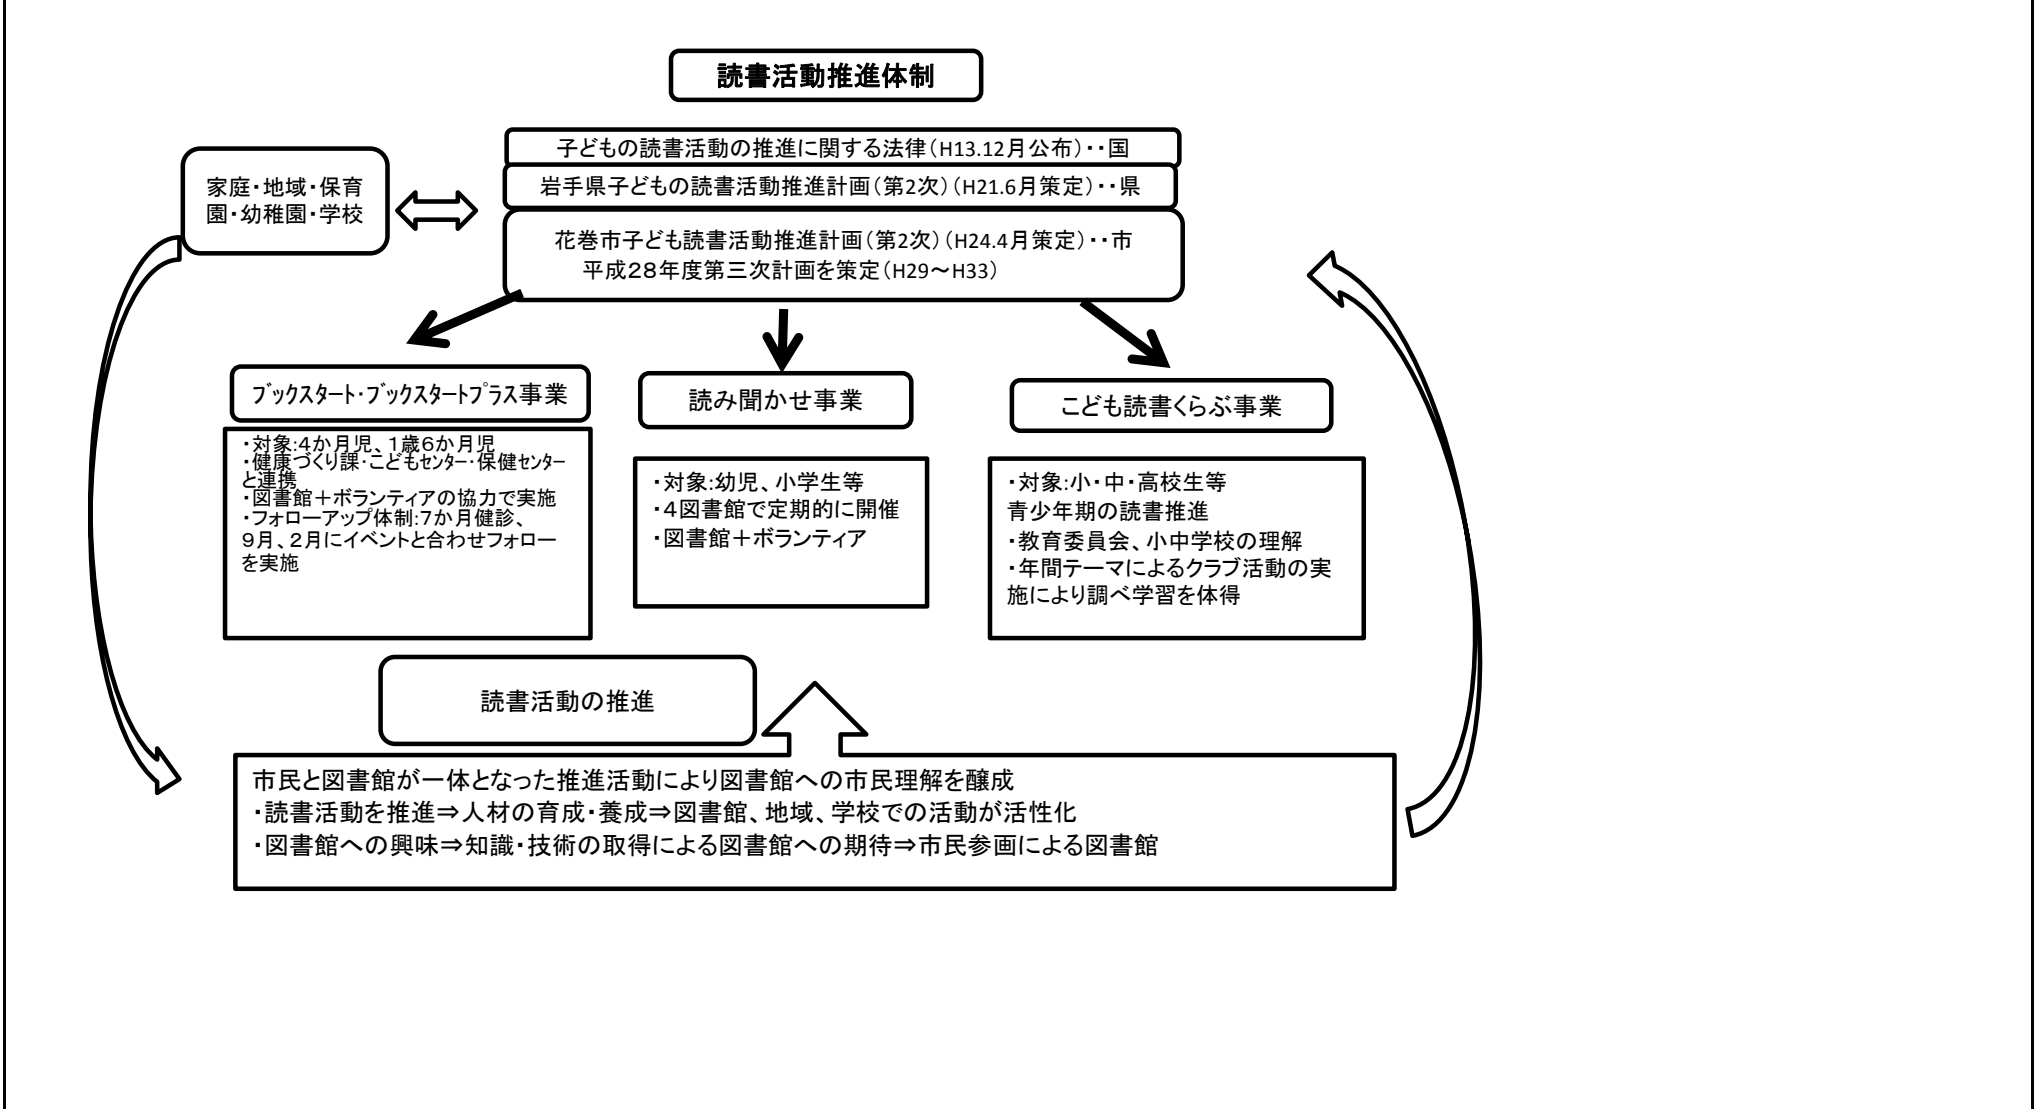 読書活動推進体制
子どもの読書活動の推進に関する法律（H13.12月公布）・・国
家庭・地域・保育
園・幼稚園・学校
岩手県子どもの読書活動推進計画（第2次）（H21.6月策定）・・県
花巻市子ども読書活動推進計画（第2次）（H24.4月策定）・・市
平成２８年度第三次計画を策定（H29～H33）
ﾌﾞｯｸｽﾀｰﾄ・ﾌﾞｯｸｽﾀｰﾄﾌﾟﾗｽ事業
・対象:４か月児、１歳６か月児
・健康づくり課・こどもｾﾝﾀｰ・保健ｾﾝﾀｰ
と連携
・図書館＋ボランティアの協力で実施
・フォローアップ体制:７か月健診、
９月、２月にイベントと合わせフォロー
を実施
読み聞かせ事業
・対象:幼児、小学生等
・４図書館で定期的に開催
・図書館＋ボランティア
こども読書くらぶ事業
・対象:小・中・高校生等
青少年期の読書推進
・教育委員会、小中学校の理解
・年間テーマによるクラブ活動の実
施により調べ学習を体得
読書活動の推進
市民と図書館が一体となった推進活動により図書館への市民理解を醸成
・読書活動を推進⇒人材の育成・養成⇒図書館、地域、学校での活動が活性化
・図書館への興味⇒知識・技術の取得による図書館への期待⇒市民参画による図書館